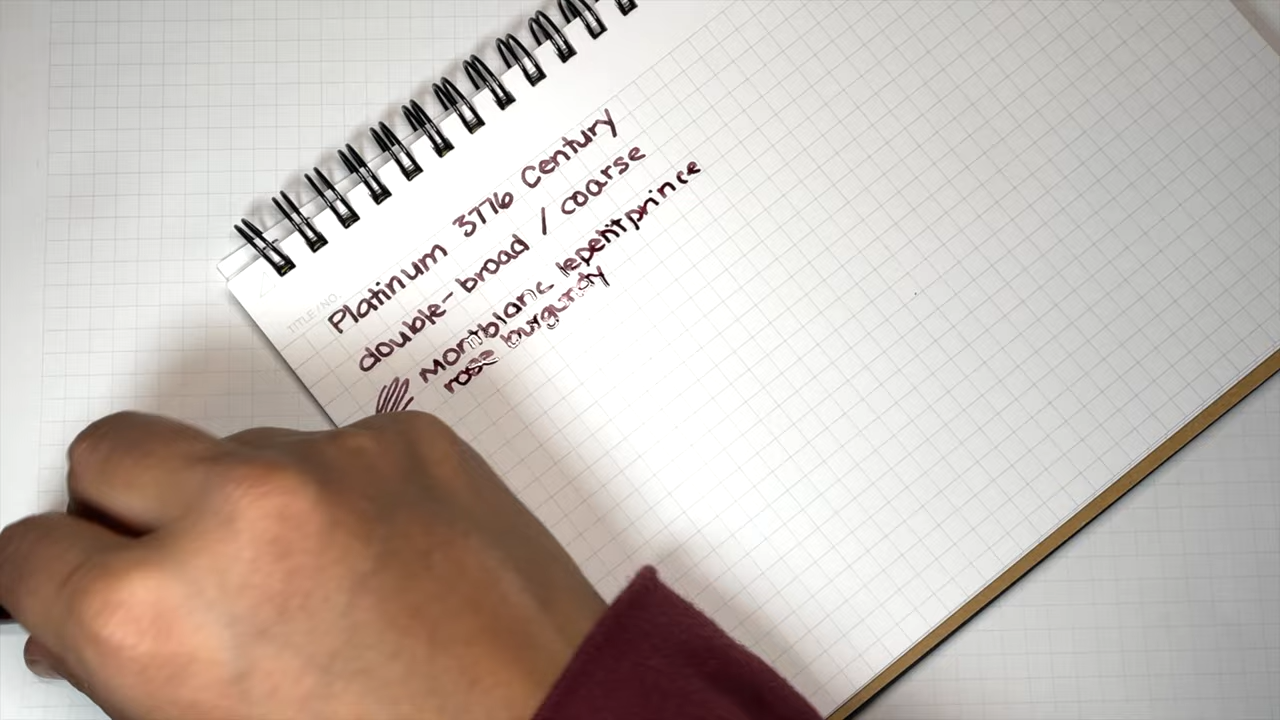 TITLE/NO.
Platinum 3776 Century
double-broad / coarse
Montblanc lepetitprince
rose burgundy